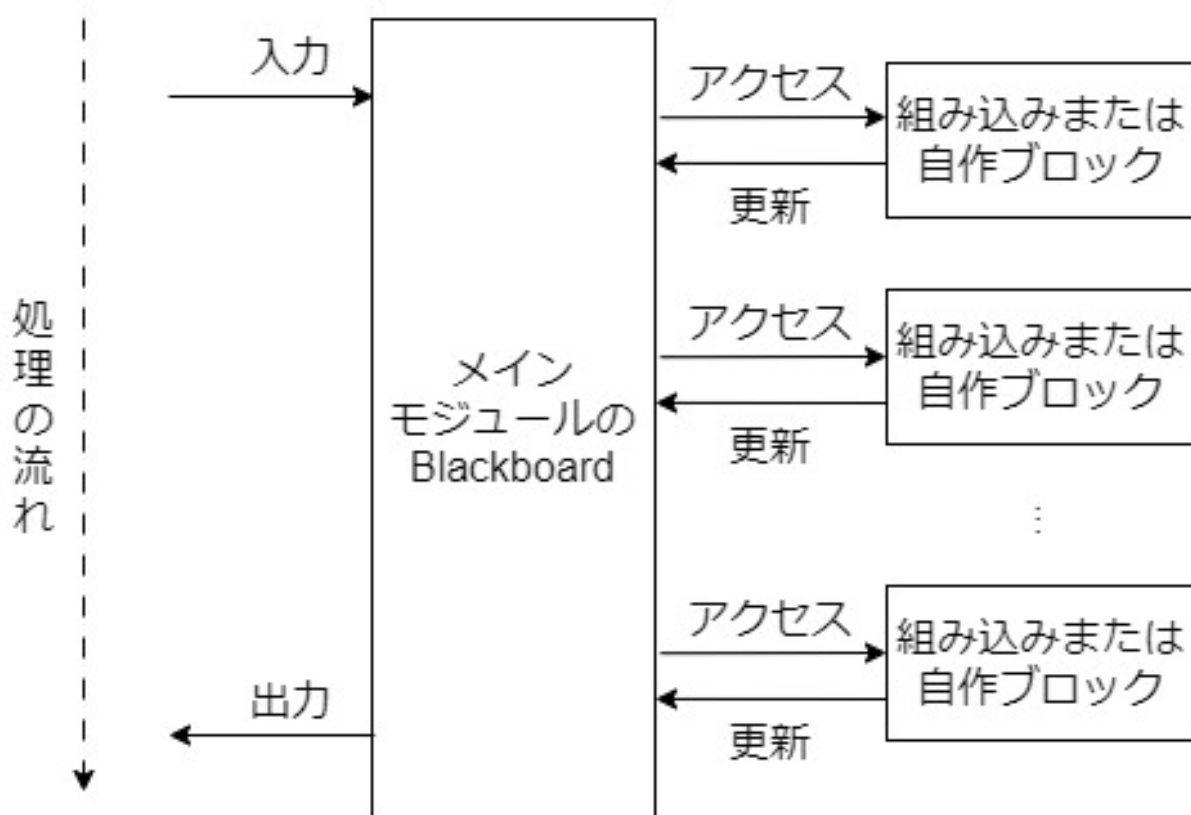 入力
アクセス
組み込みまたは
自作ブロック
更新
処理の流れ
メイン
モジュールの
Blackboard
アクセス
組み込みまたは
自作ブロック
更新
⋮
アクセス
組み込みまたは
自作ブロック
更新
出力